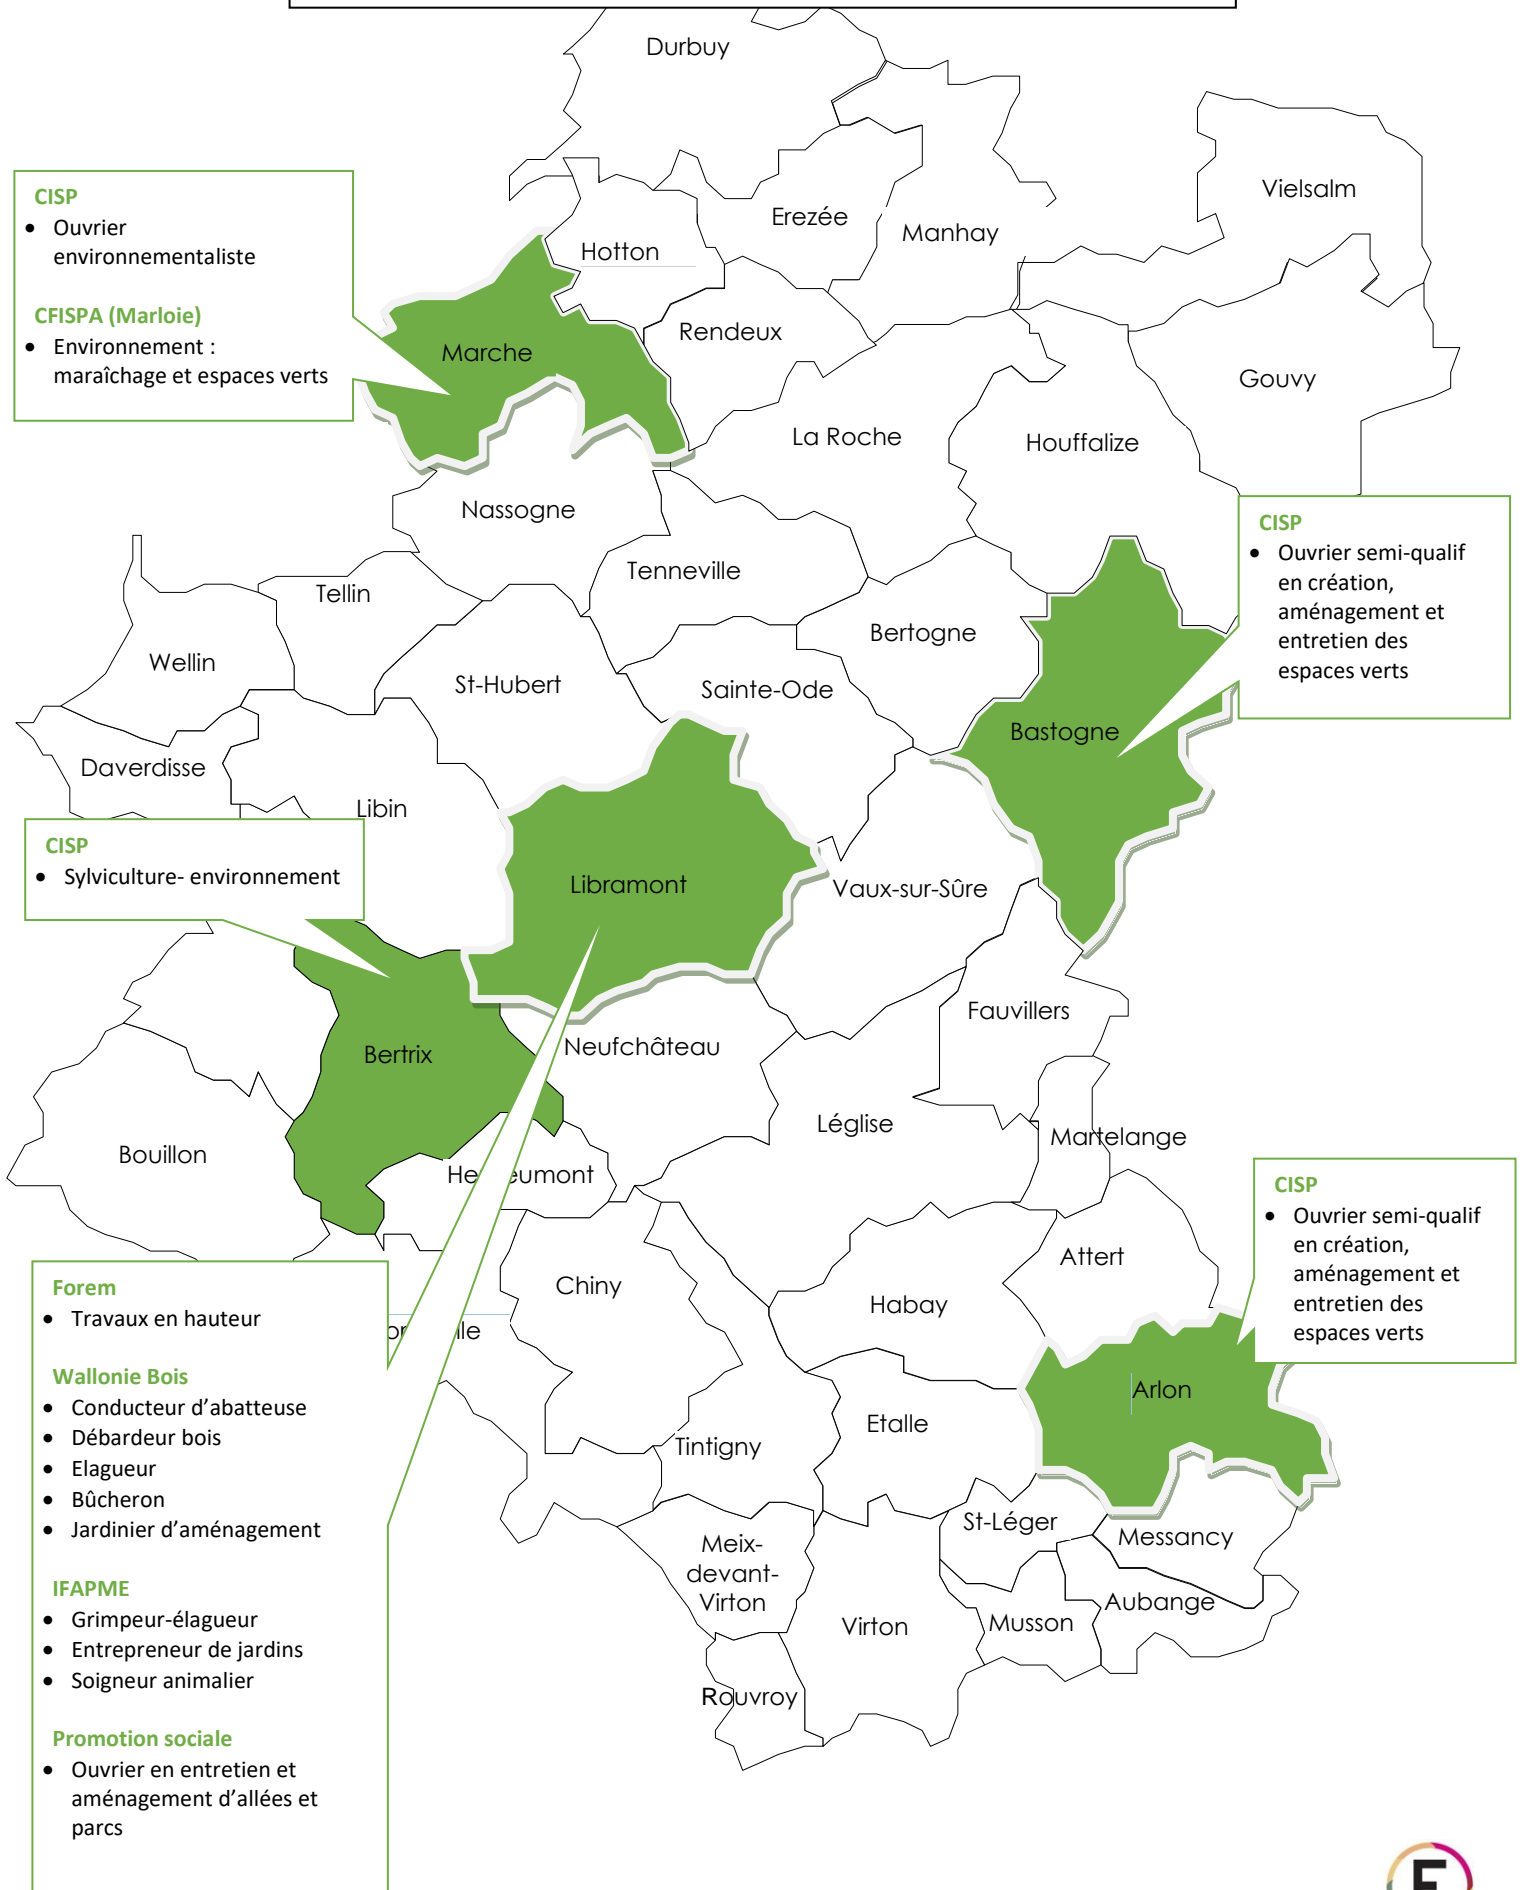 Durbuy
Vielsalm
Erezée
Manhay
Hotton
CISP
• Ouvrier
environnementaliste
CFISPA (Marloie)
• Environnement :
maraîchage et espaces verts
Rendeux
Marche
Gouvy
La Roche
Houffalize
Nassogne
CISP
• Ouvrier semi-qualif
en création,
aménagement et
entretien des
espaces verts
Tenneville
Tellin
Bertogne
Wellin
St-Hubert
Sainte-Ode
Bastogne
Daverdisse
Libin
CISP
• Sylviculture- environnement
Libramont
Vaux-sur-Sûre
Fauvillers
Bertrix
Neufchâteau
Léglise
Martelange
Bouillon
CISP
• Ouvrier semi-qualif
en création,
aménagement et
entretien des
espaces verts
Attert
Chiny
Habay
Forem
• Travaux en hauteur
Wallonie Bois
• Conducteur d’abatteuse
• Débardeur bois
• Elagueur
• Bûcheron
• Jardinier d’aménagement
IFAPME
• Grimpeur-élagueur
• Entrepreneur de jardins
• Soigneur animalier
Promotion sociale
• Ouvrier en entretien et
aménagement d’allées et
parcs
Arlon
Etalle
Tintigny
St-Léger
Messancy
Meix-
devant-
Virton
Aubange
Virton
Musson
Rouvroy